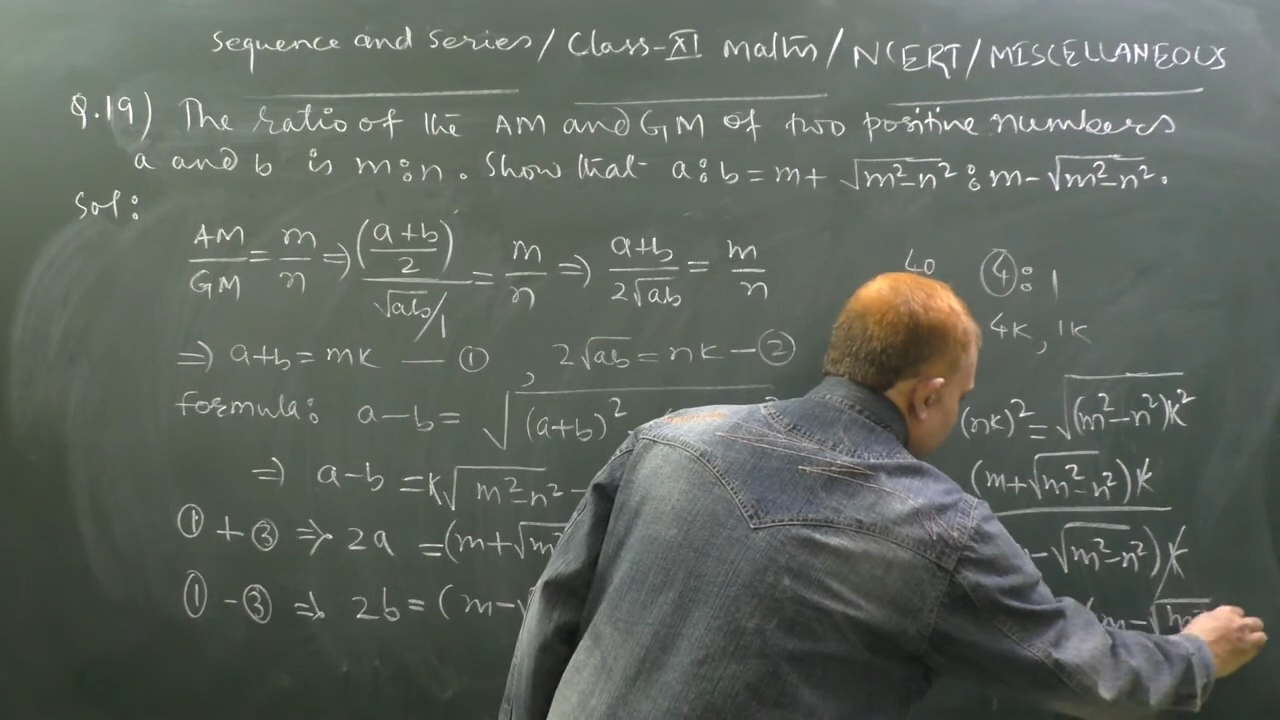 Sequence and Series/Class-XI Maths/NCERT/MISCELLANEOUS
Q.19) The ratio of the AM and GM of two positive numbers
a and b is m:n. Show that a:b = m+√(m²-n²) : m-√(m²-n²).
Sol:
AM/GM = m/n ⇒ ((a+b)/2)/(√ab/1) = m/n ⇒ (a+b)/(2√ab) = m/n
40 4:1
4k, 1k
⇒ a+b = mk — ①, 2√ab = nk — ②
formula: a-b = √((a+b)² (nk)² = √((m²-n²)k²)
⇒ a-b = k√(m²-n²) (m+√(m²-n²))k
① + ③ ⇒ 2a = (m+√m² -√(m²-n²))k
① - ③ ⇒ 2b = (m-√ m-√